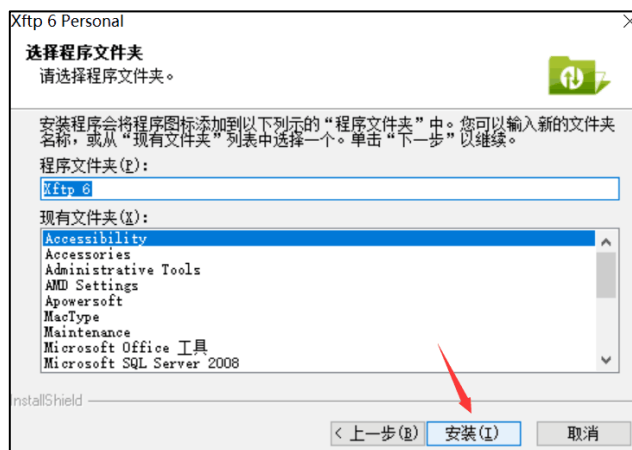 Xftp 6 Personal
选择程序文件夹
请选择程序文件夹。
安装程序会将程序图标添加到以下列示的“程序文件夹”中。您可以输入新的文件夹
名称，或从“现有文件夹”列表中选择一个。单击“下一步”以继续。
程序文件夹(P):
Xftp 6
现有文件夹(X):
Accessibility
Accessories
Administrative Tools
AMD Settings
Apowersoft
MacType
Maintenance
Microsoft Office 工具
Microsoft SQL Server 2008
InstallShield
< 上一步(B) 安装(I) 取消